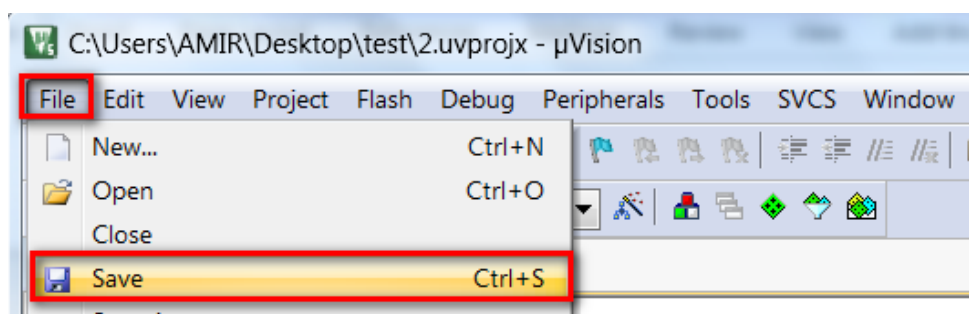 C:\Users\AMIR\Desktop\test\2.uvprojx - µVision
File Edit View Project Flash Debug Peripherals Tools SVCS Window
New... Ctrl+N
Open Ctrl+O
Close
Save Ctrl+S